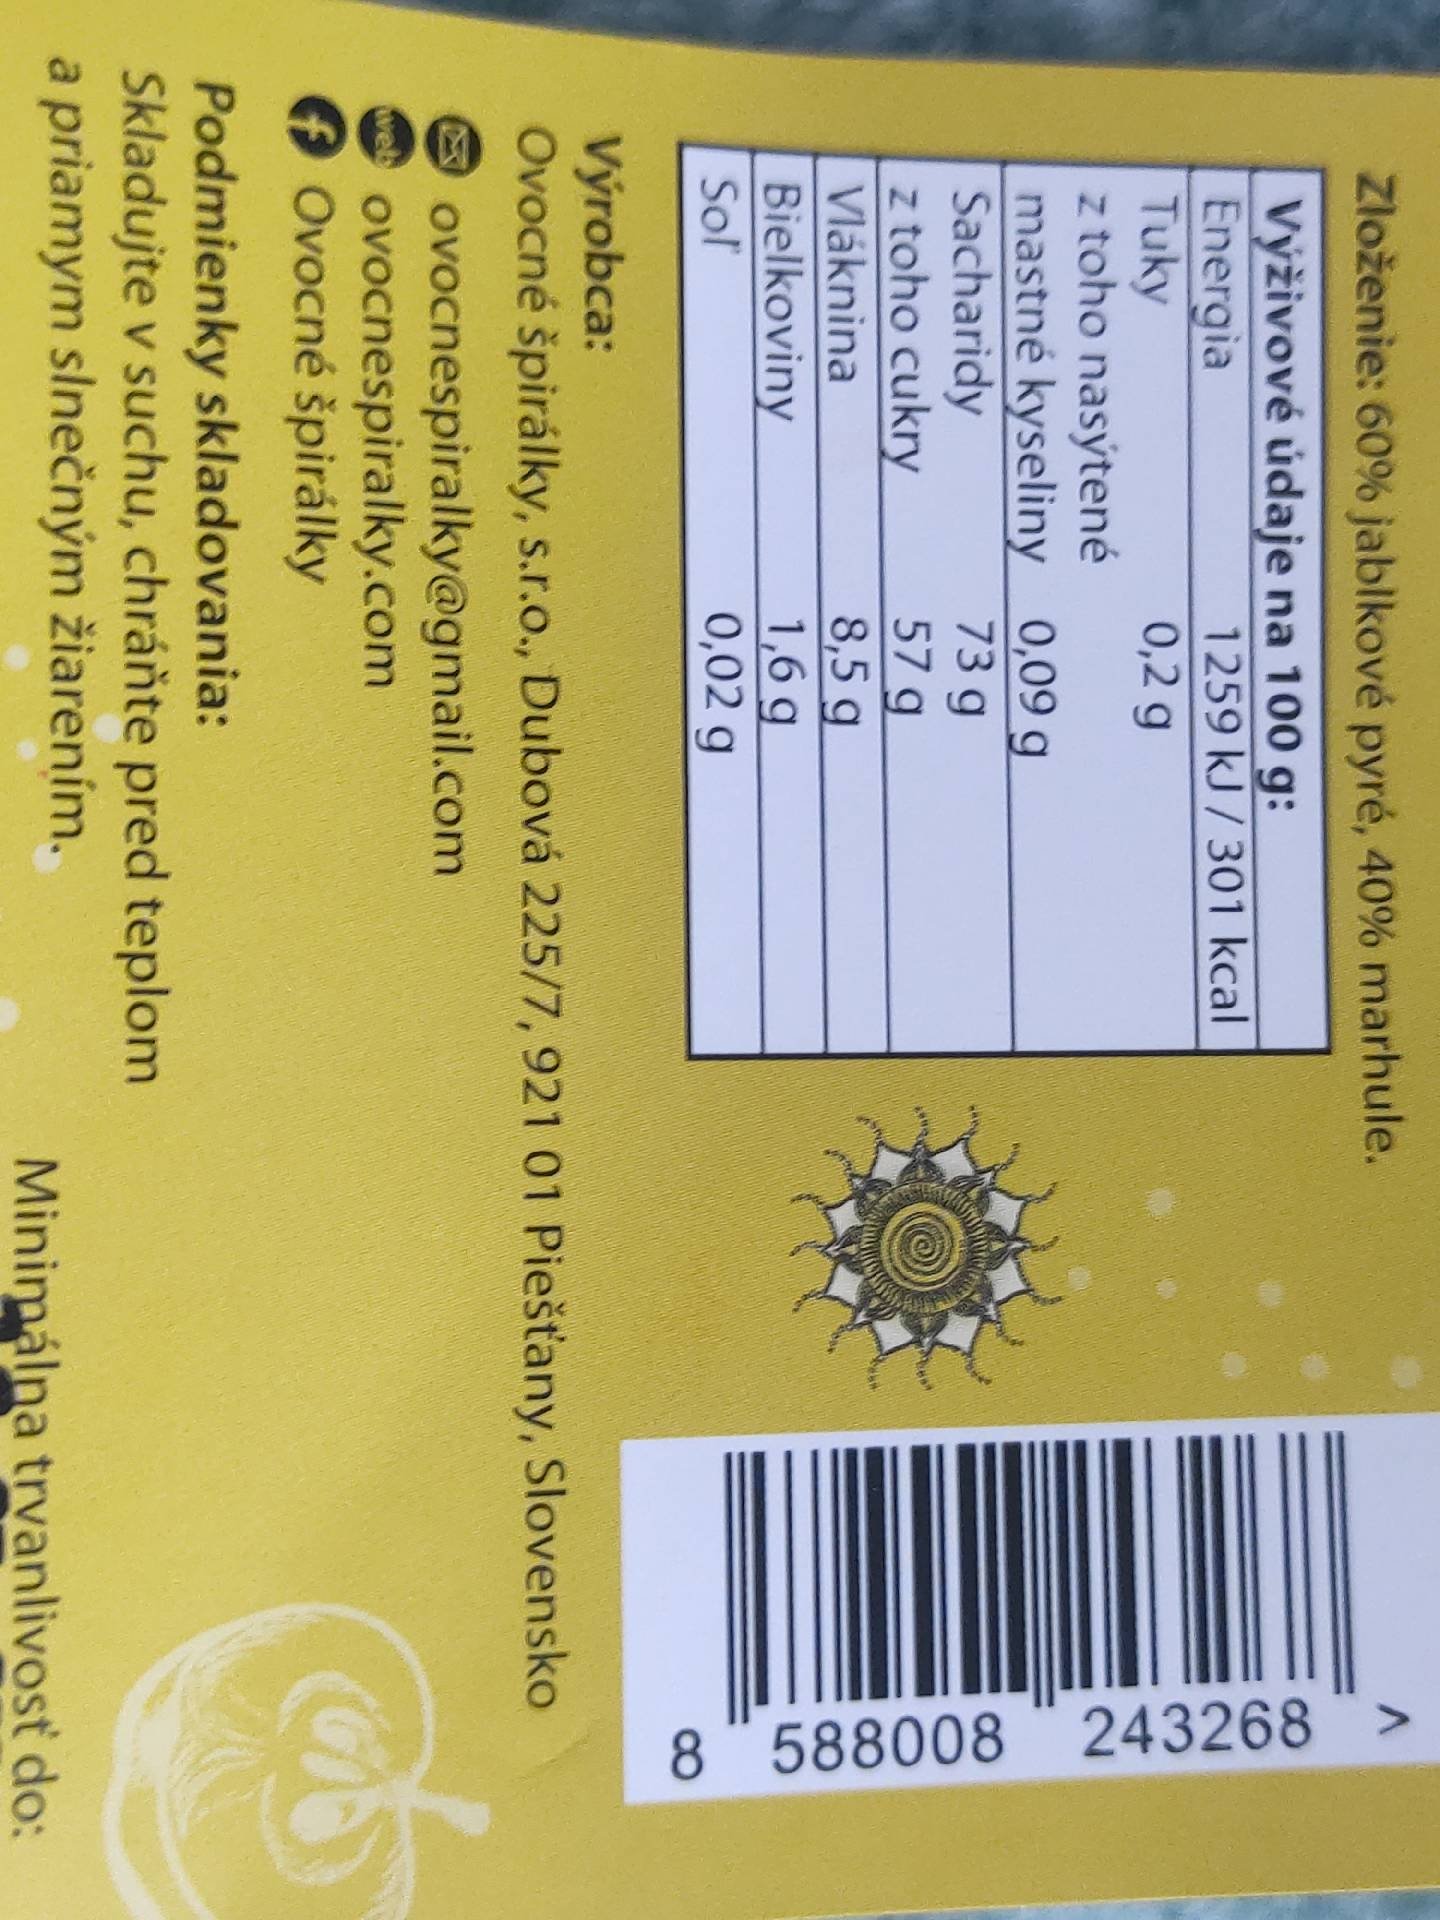 Zloženie: 60% jablkové pyré, 40% marhule.
Výživové údaje na 100 g:
Energia 1259 kJ / 301 kcal
Tuky 0,2 g
z toho nasýtené
mastné kyseliny 0,09 g
Sacharidy 73 g
z toho cukry 57 g
Vláknina 8,5 g
Bielkoviny 1,6 g
Soľ 0,02 g
8 588008 243268 >
Výrobca:
Ovocné špirálky, s.r.o., Dubová 225/7, 921 01 Piešťany, Slovensko
ovocnespiralky@gmail.com
web ovocnespiralky.com
f Ovocné špirálky
Podmienky skladovania:
Skladujte v suchu, chráňte pred teplom
a priamym slnečným žiarením.
Minimálna trvanlivosť do: